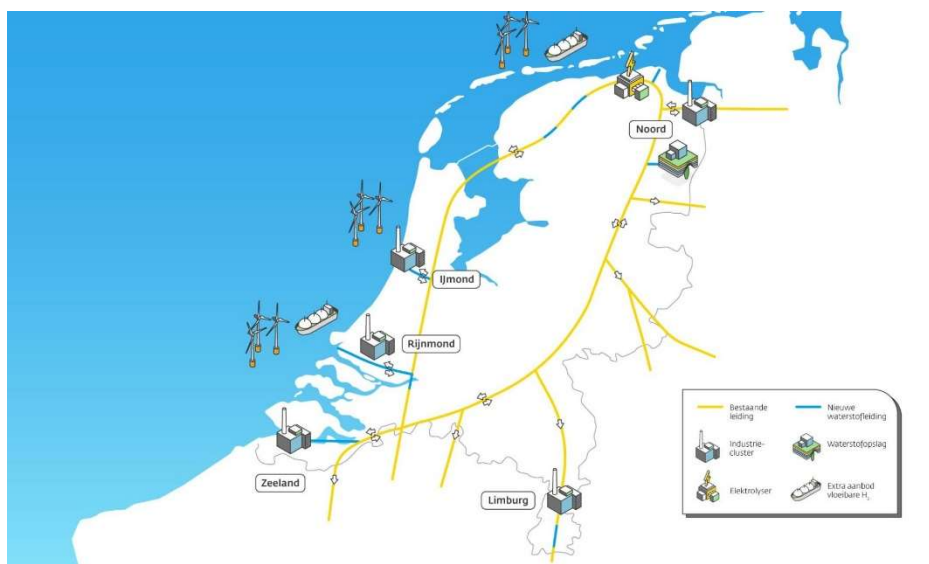 Noord
IJmond
Rijnmond
Zeeland
Limburg
Bestaande
leiding
Nieuwe
waterstofleiding
Industrie-
cluster
Waterstofopslag
Elektrolyser
Extra aanbod
vloeibare H₂